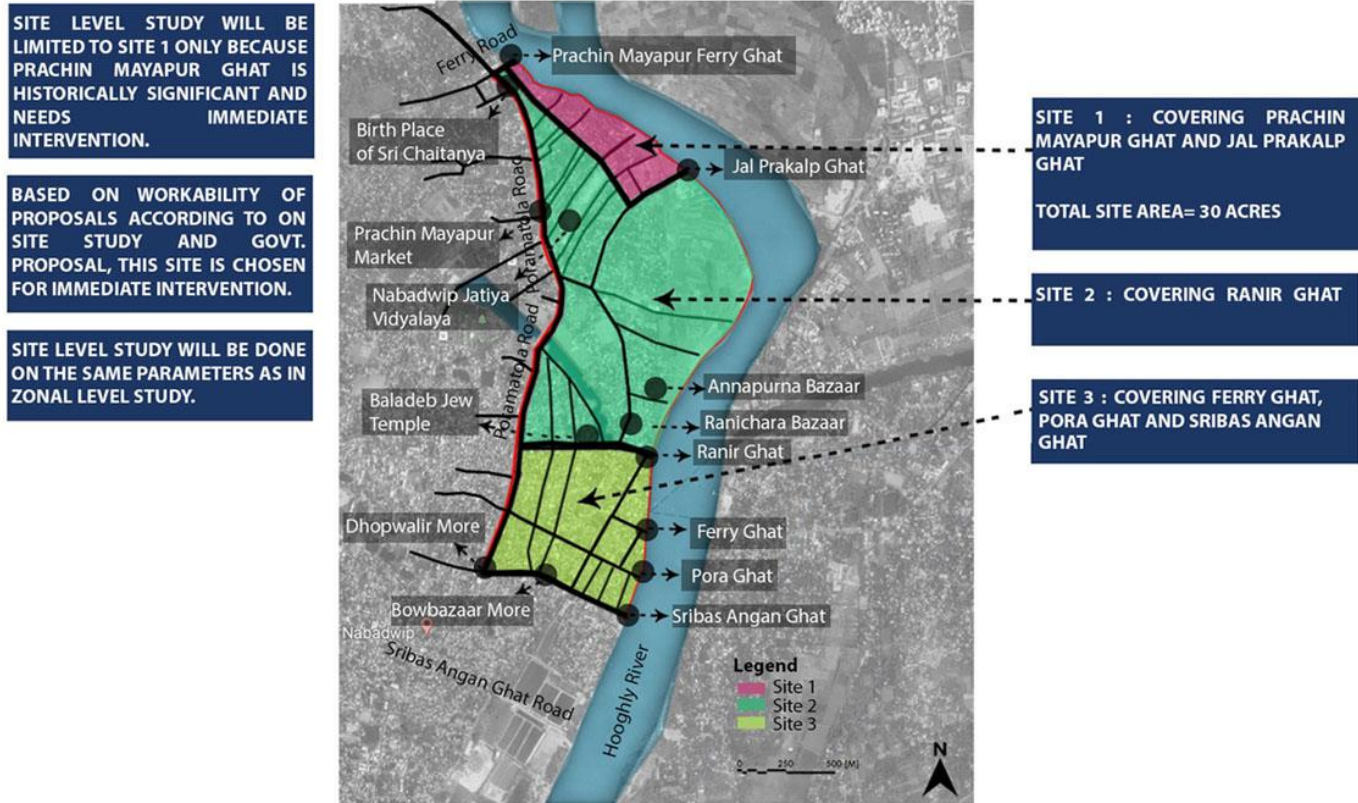 SITE LEVEL STUDY WILL BE
LIMITED TO SITE 1 ONLY BECAUSE
PRACHIN MAYAPUR GHAT IS
HISTORICALLY SIGNIFICANT AND
NEEDS IMMEDIATE
INTERVENTION.
BASED ON WORKABILITY OF
PROPOSALS ACCORDING TO ON
SITE STUDY AND GOVT.
PROPOSAL, THIS SITE IS CHOSEN
FOR IMMEDIATE INTERVENTION.
SITE LEVEL STUDY WILL BE DONE
ON THE SAME PARAMETERS AS IN
ZONAL LEVEL STUDY.
Ferry Road
Prachin Mayapur Ferry Ghat
Birth Place
of Sri Chaitanya
Jal Prakalp Ghat
Poramatola Road
Prachin Mayapur
Market
Nabadwip Jatiya
Vidyalaya
Poramatola Road
Baladeb Jew
Temple
Annapurna Bazaar
Ranichara Bazaar
Ranir Ghat
Dhopwalir More
Ferry Ghat
Pora Ghat
Bowbazaar More
Sribas Angan Ghat
Nabadwip
Sribas Angan Ghat Road
Hooghly River
Legend
Site 1
Site 2
Site 3
0 250 500 [M]
N
SITE 1 : COVERING PRACHIN
MAYAPUR GHAT AND JAL PRAKALP
GHAT
TOTAL SITE AREA= 30 ACRES
SITE 2 : COVERING RANIR GHAT
SITE 3 : COVERING FERRY GHAT,
PORA GHAT AND SRIBAS ANGAN
GHAT